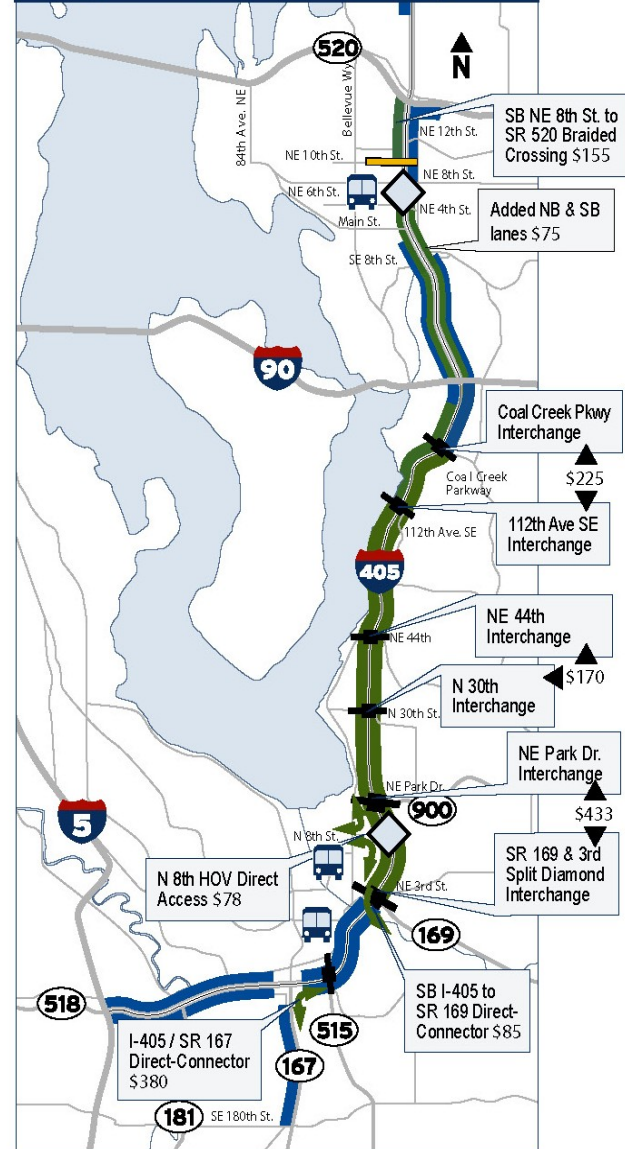 520
N
84th Ave. NE
Bellevue Wy
NE 12th St.
SB NE 8th St. to
SR 520 Braided
Crossing $155
NE 10th St.
NE 8th St.
NE 6th St.
NE 4th St.
Main St.
Added NB & SB
lanes $75
SE 8th St.
90
Coal Creek Pkwy
Interchange
$225
Coal Creek
Parkway
112th Ave SE
Interchange
112th Ave. SE
405
NE 44th
Interchange
NE 44th
$170
N 30th
Interchange
N 30th St.
NE Park Dr.
Interchange
NE Park Dr.
900
$433
5
N 8th St.
SR 169 & 3rd
Split Diamond
Interchange
N 8th HOV Direct
Access $78
NE 3rd St.
169
518
SB I-405 to
SR 169 Direct-
Connector $85
515
I-405 / SR 167
Direct-Connector
$380
167
181
SE 180th St.